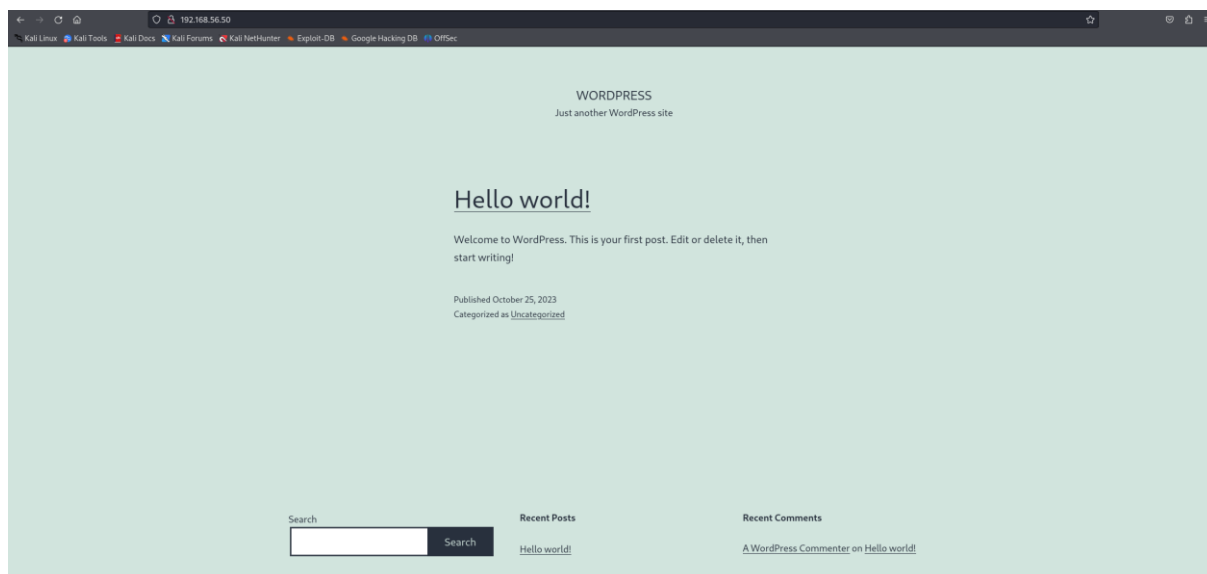 192.168.56.50
Kali Linux Kali Tools Kali Docs Kali Forums Kali NetHunter Exploit-DB Google Hacking DB OffSec
WORDPRESS
Just another WordPress site
Hello world!
Welcome to WordPress. This is your first post. Edit or delete it, then
start writing!
Published October 25, 2023
Categorized as Uncategorized
Search
Search
Recent Posts
Hello world!
Recent Comments
A WordPress Commenter on Hello world!